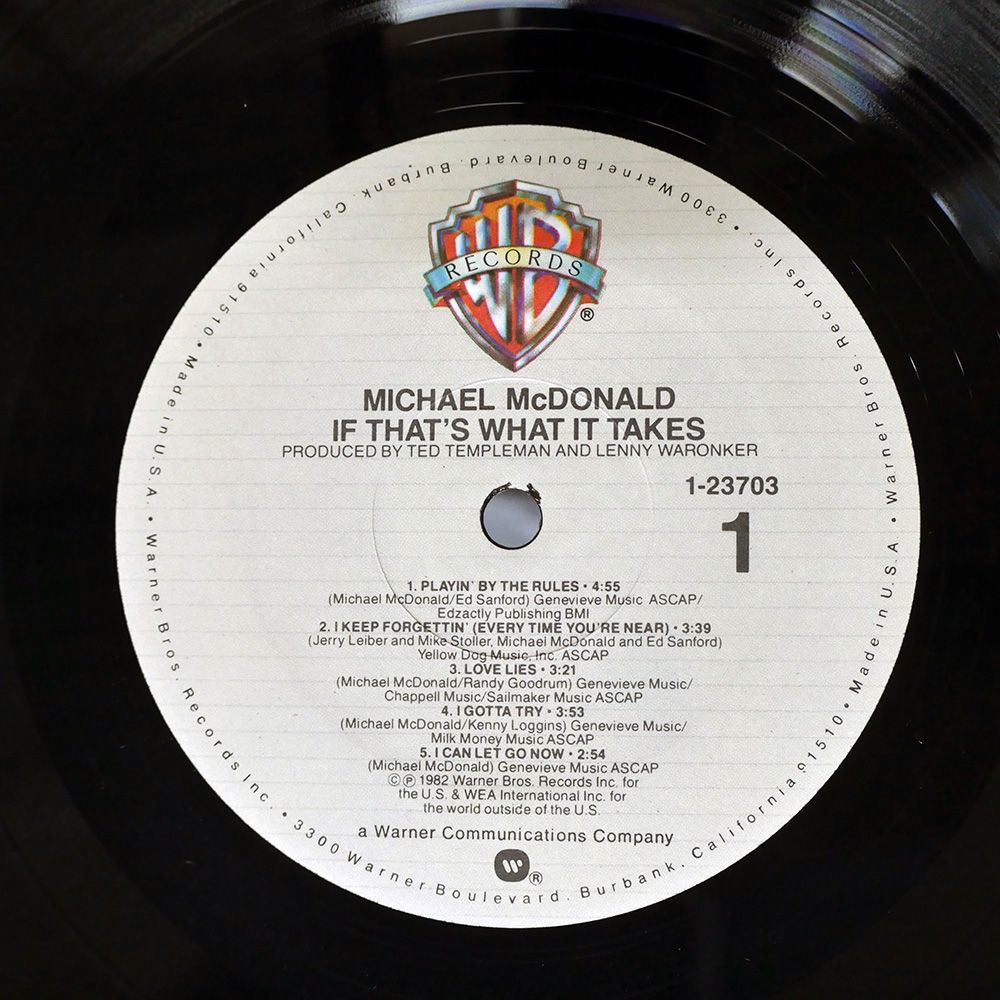 RECORDS
®
MICHAEL McDONALD
IF THAT'S WHAT IT TAKES
PRODUCED BY TED TEMPLEMAN AND LENNY WARONKER
1-23703
1
1. PLAYIN' BY THE RULES • 4:55
(Michael McDonald/Ed Sanford) Genevieve Music ASCAP/
Edzactly Publishing BMI
2. I KEEP FORGETTIN' (EVERY TIME YOU'RE NEAR) • 3:39
(Jerry Leiber and Mike Stoller, Michael McDonald and Ed Sanford)
Yellow Dog Music, Inc. ASCAP
3. LOVE LIES • 3:21
(Michael McDonald/Randy Goodrum) Genevieve Music/
Chappell Music/Sailmaker Music ASCAP
4. I GOTTA TRY • 3:53
(Michael McDonald/Kenny Loggins) Genevieve Music/
Milk Money Music ASCAP
5. I CAN LET GO NOW • 2:54
(Michael McDonald) Genevieve Music ASCAP
© ℗ 1982 Warner Bros. Records Inc. for
the U.S. & WEA International Inc. for
the world outside of the U.S.
a Warner Communications Company
®
Warner Bros. Records Inc. • 3300 Warner Boulevard. Burbank, California 91510 • Made in U.S.A. • Warner Bros. Records Inc. • 3300 Warner Boulevard. Burbank, California 91510 • Made in U.S.A. •